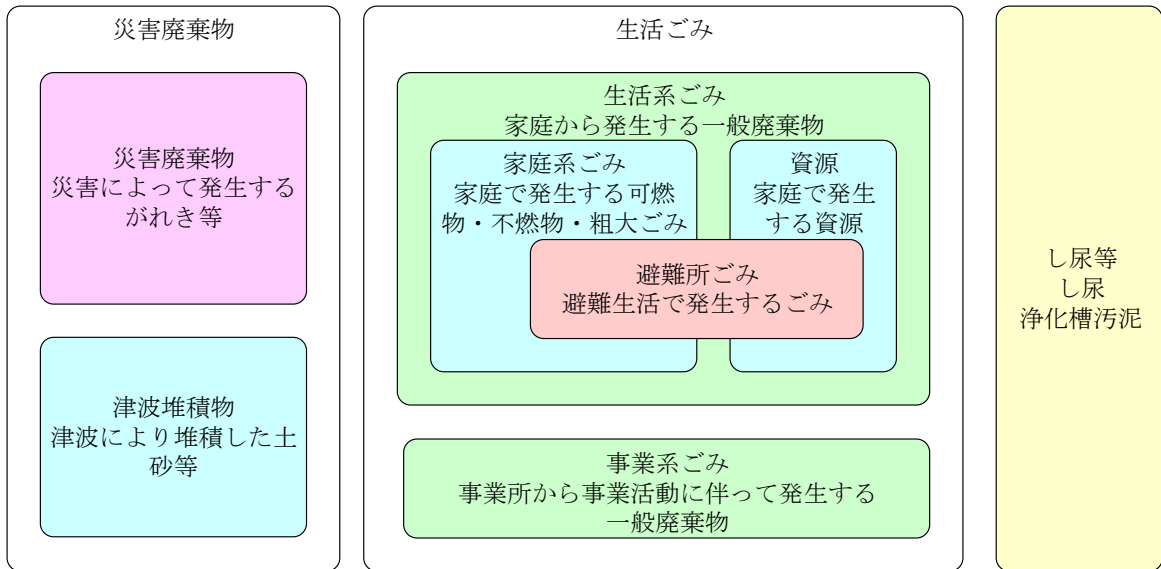 災害廃棄物
災害廃棄物
災害によって発生する
がれき等
津波堆積物
津波により堆積した土
砂等
生活ごみ
生活系ごみ
家庭から発生する一般廃棄物
家庭系ごみ
家庭で発生する可燃
物・不燃物・粗大ごみ
資源
家庭で発生
する資源
避難所ごみ
避難生活で発生するごみ
事業系ごみ
事業所から事業活動に伴って発生する
一般廃棄物
し尿等
し尿
浄化槽汚泥